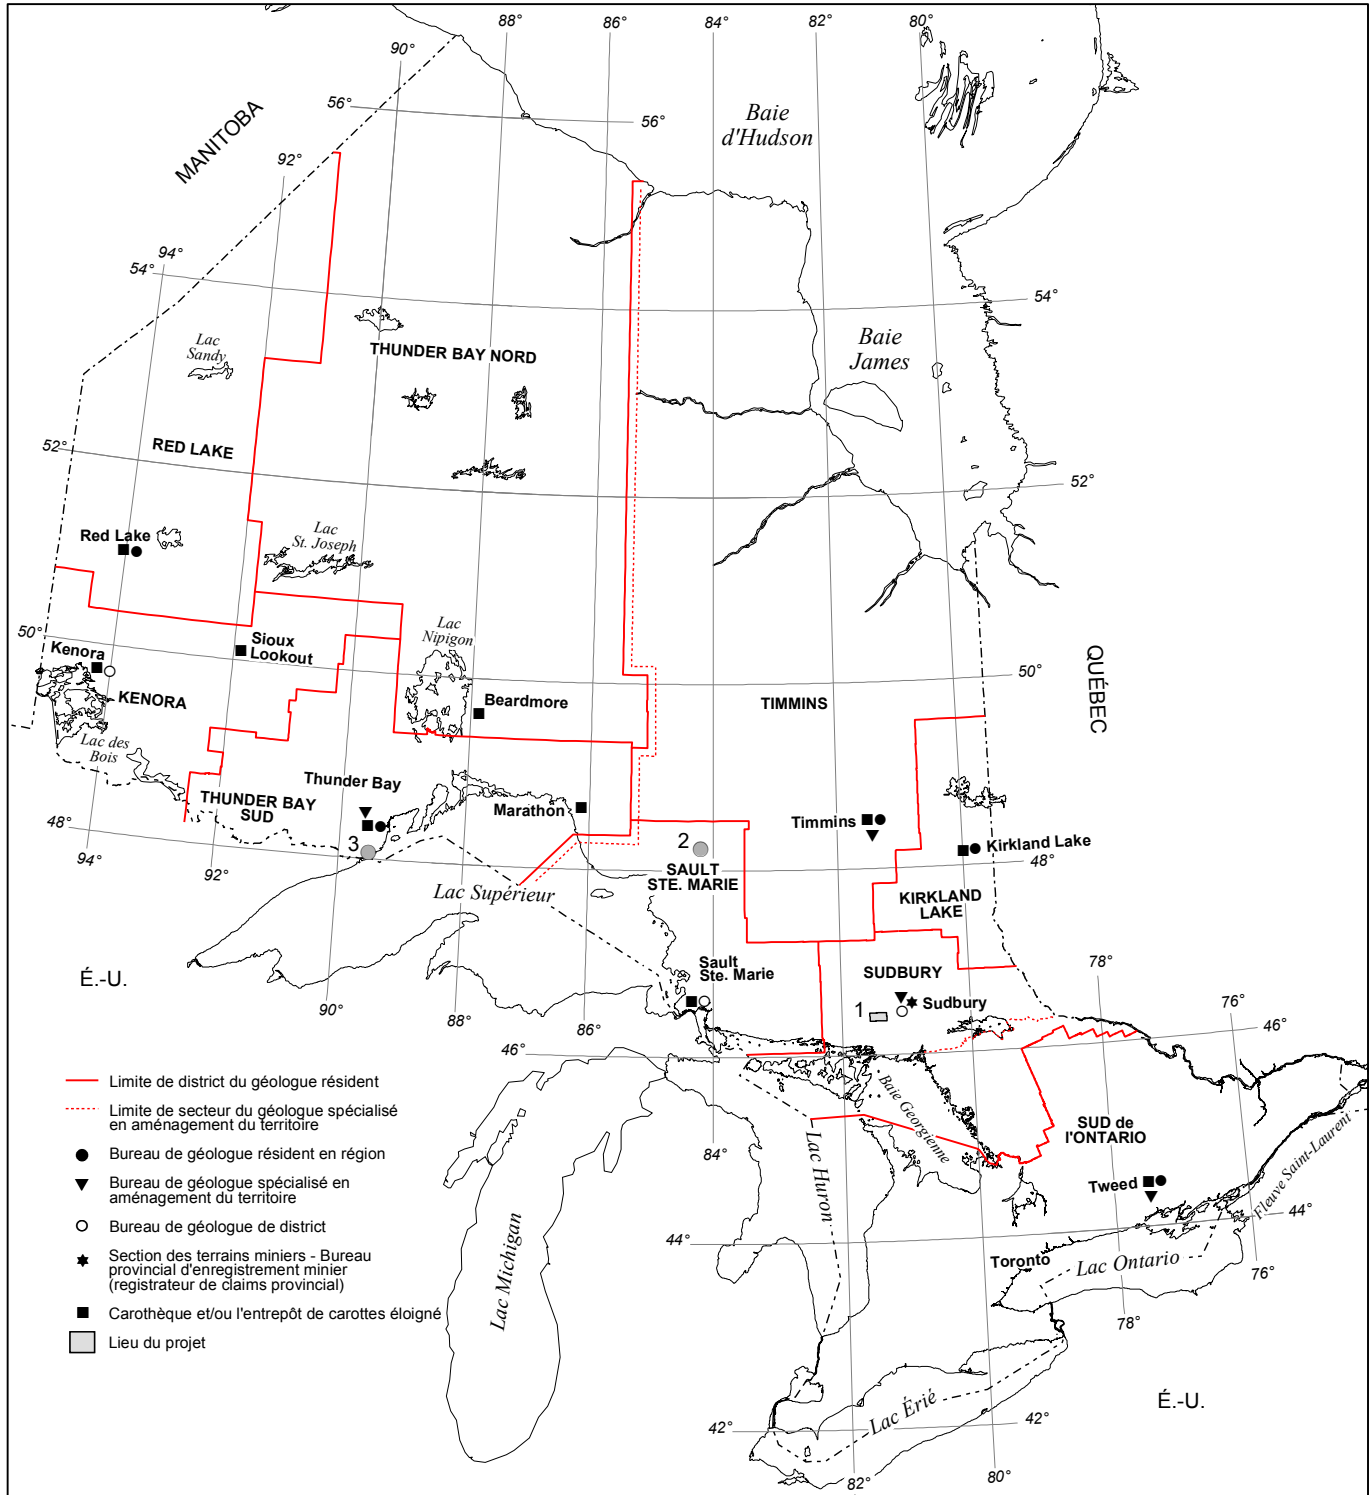 88°
86°
84°
82°
80°
90°
56°
56°
Baie
d'Hudson
MANITOBA
92°
94°
54°
54°
Lac
Sandy
THUNDER BAY NORD
Baie
James
52°
RED LAKE
52°
Red Lake
Lac
St. Joseph
50°
Kenora
Sioux
Lookout
Lac
Nipigon
50°
QUÉBEC
KENORA
Beardmore
TIMMINS
Lac des
Bois
Thunder Bay
THUNDER BAY
SUD
Marathon
Timmins
48°
3
2
Kirkland Lake
48°
94°
92°
SAULT
STE. MARIE
Lac Supérieur
KIRKLAND
LAKE
É.-U.
Sault
Ste. Marie
SUDBURY
78°
90°
88°
86°
1
Sudbury
76°
46°
46°
Limite de district du géologue résident
Limite de secteur du géologue spécialisé
en aménagement du territoire
Bureau de géologue résident en région
Bureau de géologue spécialisé en
aménagement du territoire
Bureau de géologue de district
Section des terrains miniers - Bureau
provincial d'enregistrement minier
(registrateur de claims provincial)
Carothèque et/ou l'entrepôt de carottes éloigné
Lieu du projet
Baie Georgienne
SUD de
l'ONTARIO
84°
Lac Huron
Tweed
Fleuve Saint-Laurent
44°
44°
Lac Michigan
Toronto
Lac Ontario
76°
78°
Lac Érié
É.-U.
42°
42°
82°
80°